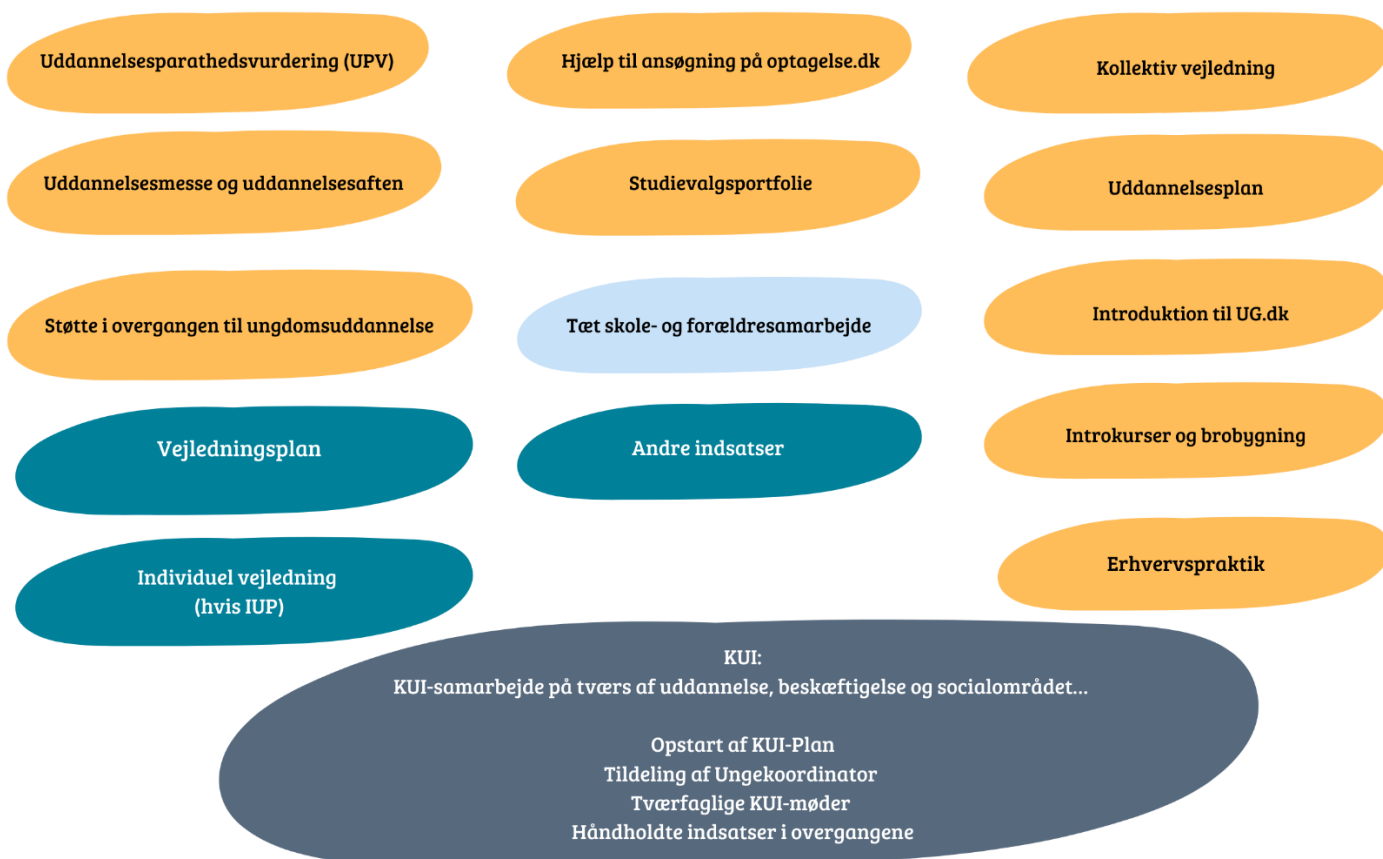 Uddannelsesparathedsvurdering (UPV)
Hjælp til ansøgning på optagelse.dk
Kollektiv vejledning
Uddannelsesmesse og uddannelsesaften
Studievalgsportfolie
Uddannelsesplan
Støtte i overgangen til ungdomsuddannelse
Tæt skole- og forældresamarbejde
Introduktion til UG.dk
Vejledningsplan
Andre indsatser
Introkurser og brobygning
Individuel vejledning
(hvis IUP)
Erhvervspraktik
KUI:
KUI-samarbejde på tværs af uddannelse, beskæftigelse og socialområdet...
Opstart af KUI-Plan
Tildeling af Ungekoordinator
Tværfaglige KUI-møder
Håndholdte indsatser i overgangene